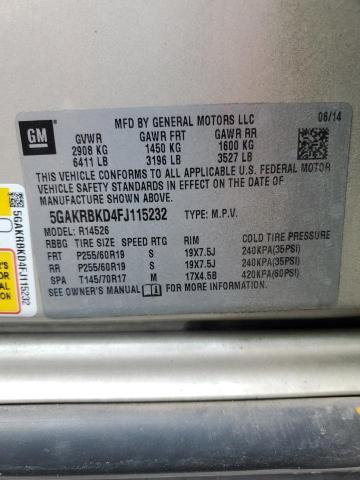 GM
MFD BY GENERAL MOTORS LLC 06/14
GVWR GAWR FRT GAWR RR
2908 KG 1450 KG 1600 KG
6411 LB 3196 LB 3527 LB
THIS VEHICLE CONFORMS TO ALL APPLICABLE U.S. FEDERAL MOTOR
VEHICLE SAFETY STANDARDS IN EFFECT ON THE DATE OF
MANUFACTURE SHOWN ABOVE.
5GAKRBKD4FJ115232 TYPE: M.P.V.
MODEL: R14526
RBBG TIRE SIZE SPEED RTG RIM COLD TIRE PRESSURE
FRT P255/60R19 S 19X7.5J 240KPA(35PSI)
RR P255/60R19 S 19X7.5J 240KPA(35PSI)
SPA T145/70R17 M 17X4.5B 420KPA(60PSI)
SEE OWNER'S MANUAL FOR MORE INFORMATION.
5GAKRBKD4FJ115232